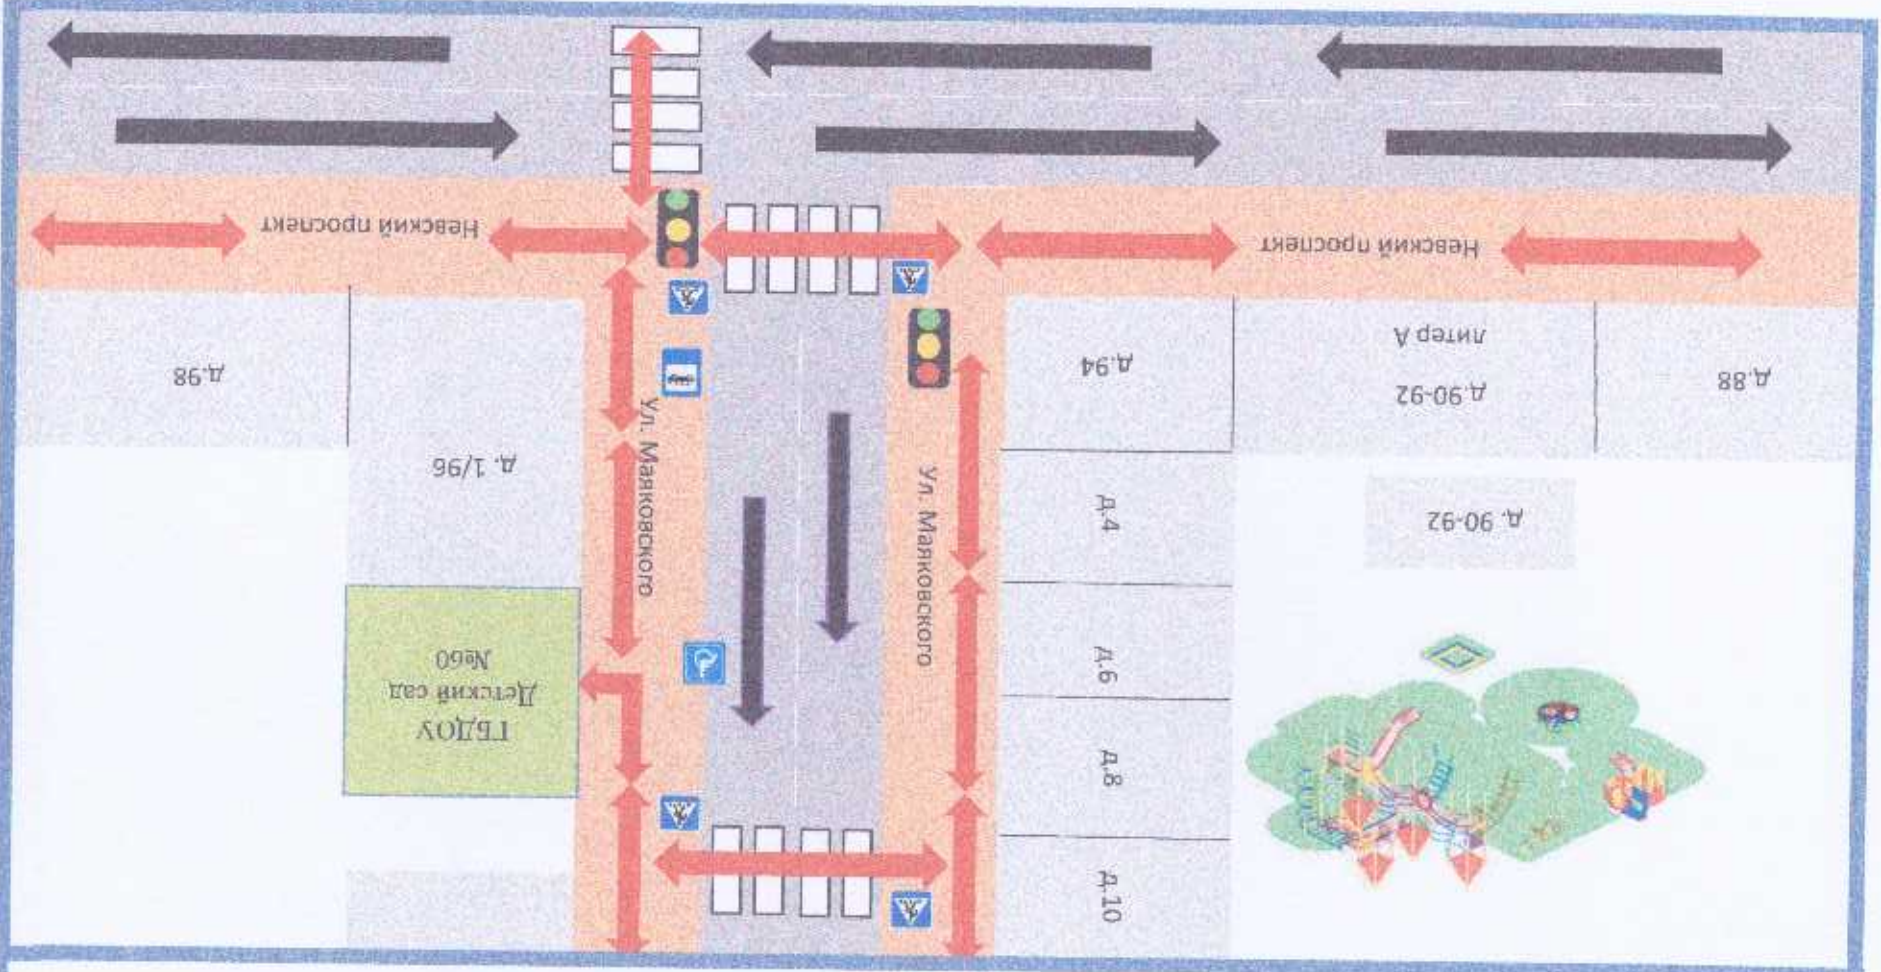 Невский проспект
Невский проспект
д.98
д. 1/96
Ул. Маяковского
Ул. Маяковского
д.94
д.90-92
литер А
д.88
д. 90-92
д.4
д.6
д.8
д.10
ГБДОУ
Детский сад
№60